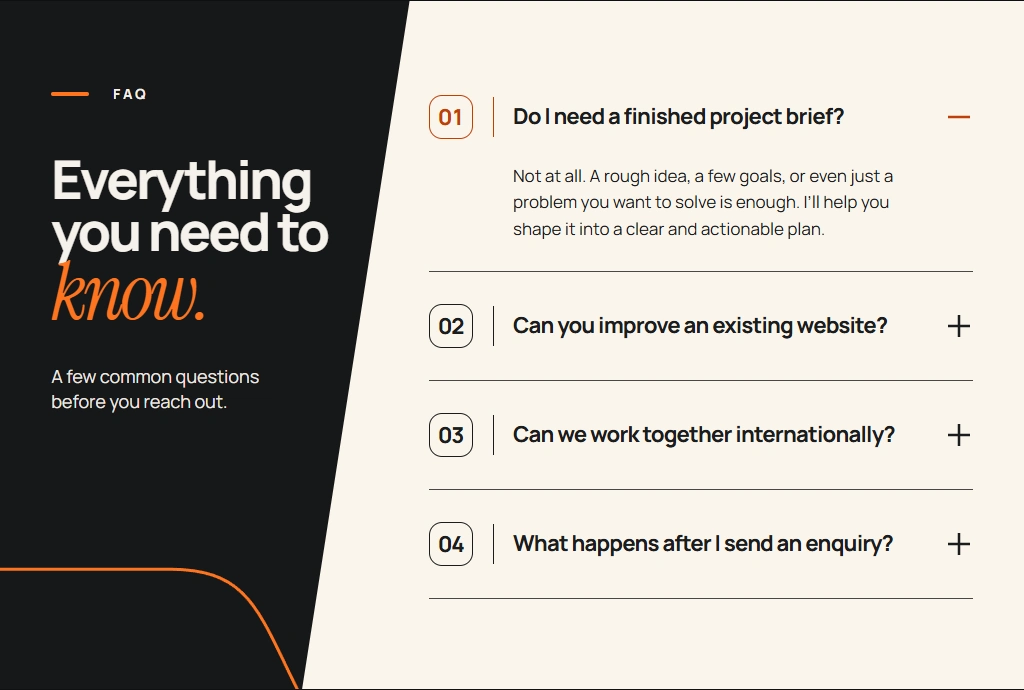 FAQ
Everything
you need to
know.
A few common questions
before you reach out.
01
Do I need a finished project brief?
Not at all. A rough idea, a few goals, or even just a
problem you want to solve is enough. I’ll help you
shape it into a clear and actionable plan.
02
Can you improve an existing website?
03
Can we work together internationally?
04
What happens after I send an enquiry?